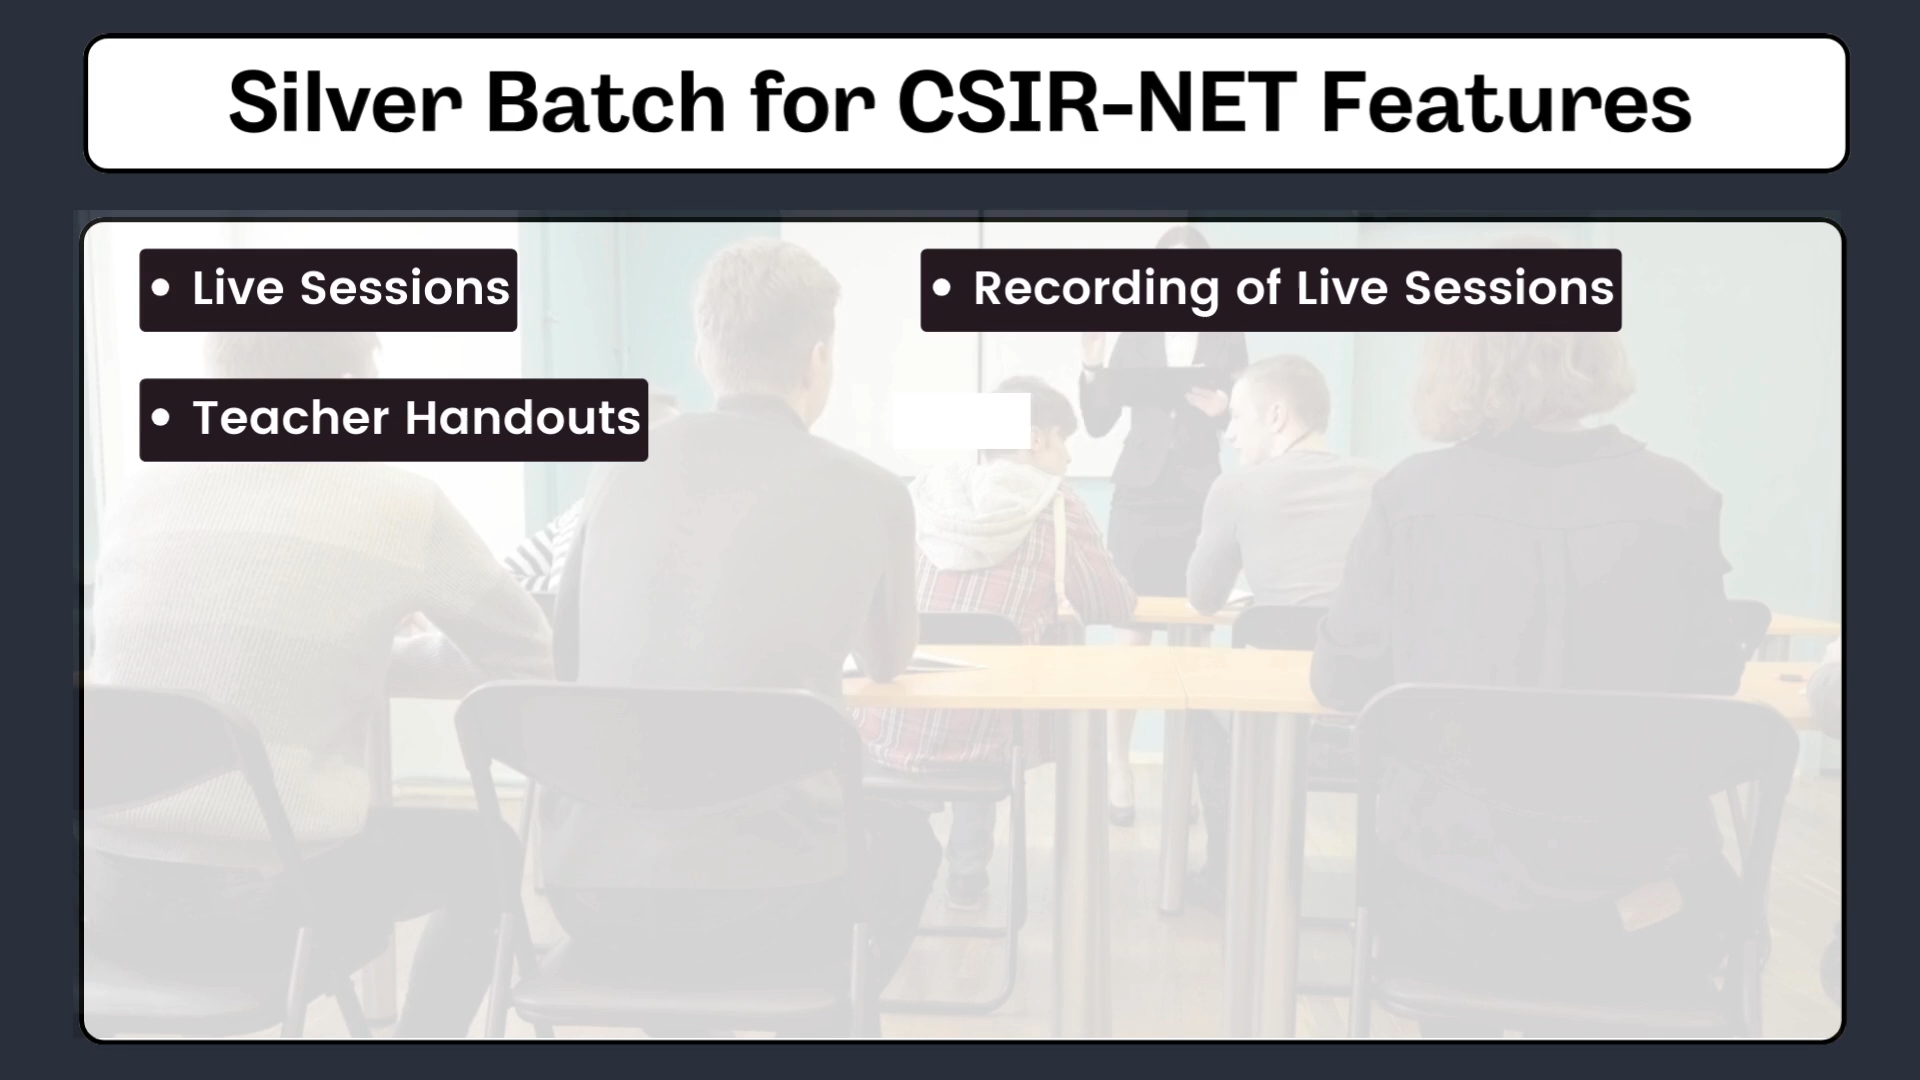 Silver Batch for CSIR-NET Features
• Live Sessions
• Recording of Live Sessions
• Teacher Handouts